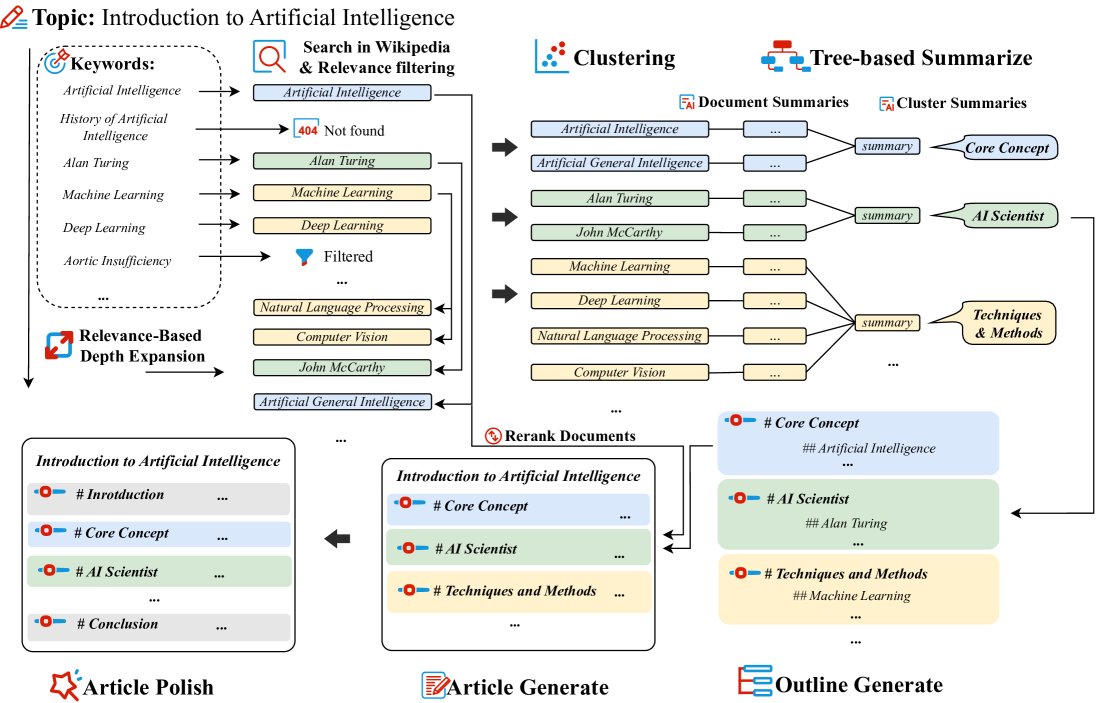 Topic: Introduction to Artificial Intelligence
Keywords:
Artificial Intelligence
History of Artificial
Intelligence
Alan Turing
Machine Learning
Deep Learning
Aortic Insufficiency
...
Relevance-Based
Depth Expansion
Search in Wikipedia
& Relevance filtering
Artificial Intelligence
404 Not found
Alan Turing
Machine Learning
Deep Learning
Filtered
...
Natural Language Processing
Computer Vision
John McCarthy
Artificial General Intelligence
...
Clustering
Tree-based Summarize
AI Document Summaries
AI Cluster Summaries
Artificial Intelligence ...
Artificial General Intelligence ...
summary
Core Concept
Alan Turing ...
John McCarthy ...
summary
AI Scientist
Machine Learning ...
Deep Learning ...
Natural Language Processing ...
Computer Vision ...
summary
Techniques
& Methods
...
...
Rerank Documents
# Core Concept
## Artificial Intelligence
...
# AI Scientist
## Alan Turing
...
# Techniques and Methods
## Machine Learning
...
...
Outline Generate
Introduction to Artificial Intelligence
# Core Concept ...
# AI Scientist ...
# Techniques and Methods ...
...
Article Generate
Introduction to Artificial Intelligence
# Inrotduction ...
# Core Concept ...
# AI Scientist ...
...
# Conclusion ...
Article Polish